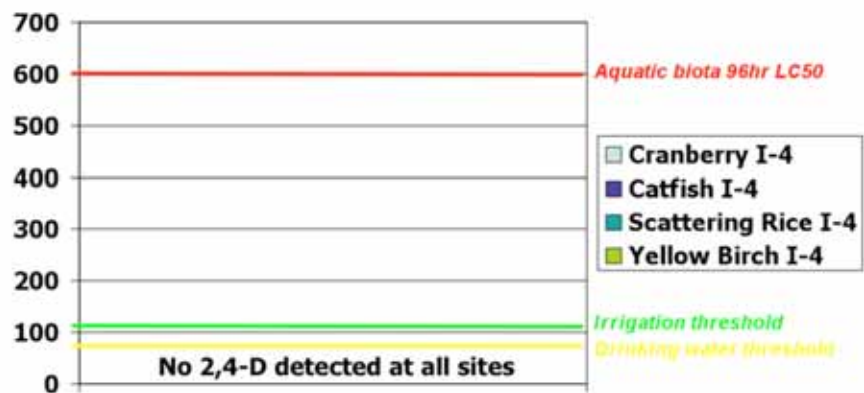 700
600
Aquatic biota 96hr LC50
500
400
300
200
100
0
Cranberry I-4
Catfish I-4
Scattering Rice I-4
Yellow Birch I-4
Irrigation threshold
Drinking water threshold
No 2,4-D detected at all sites